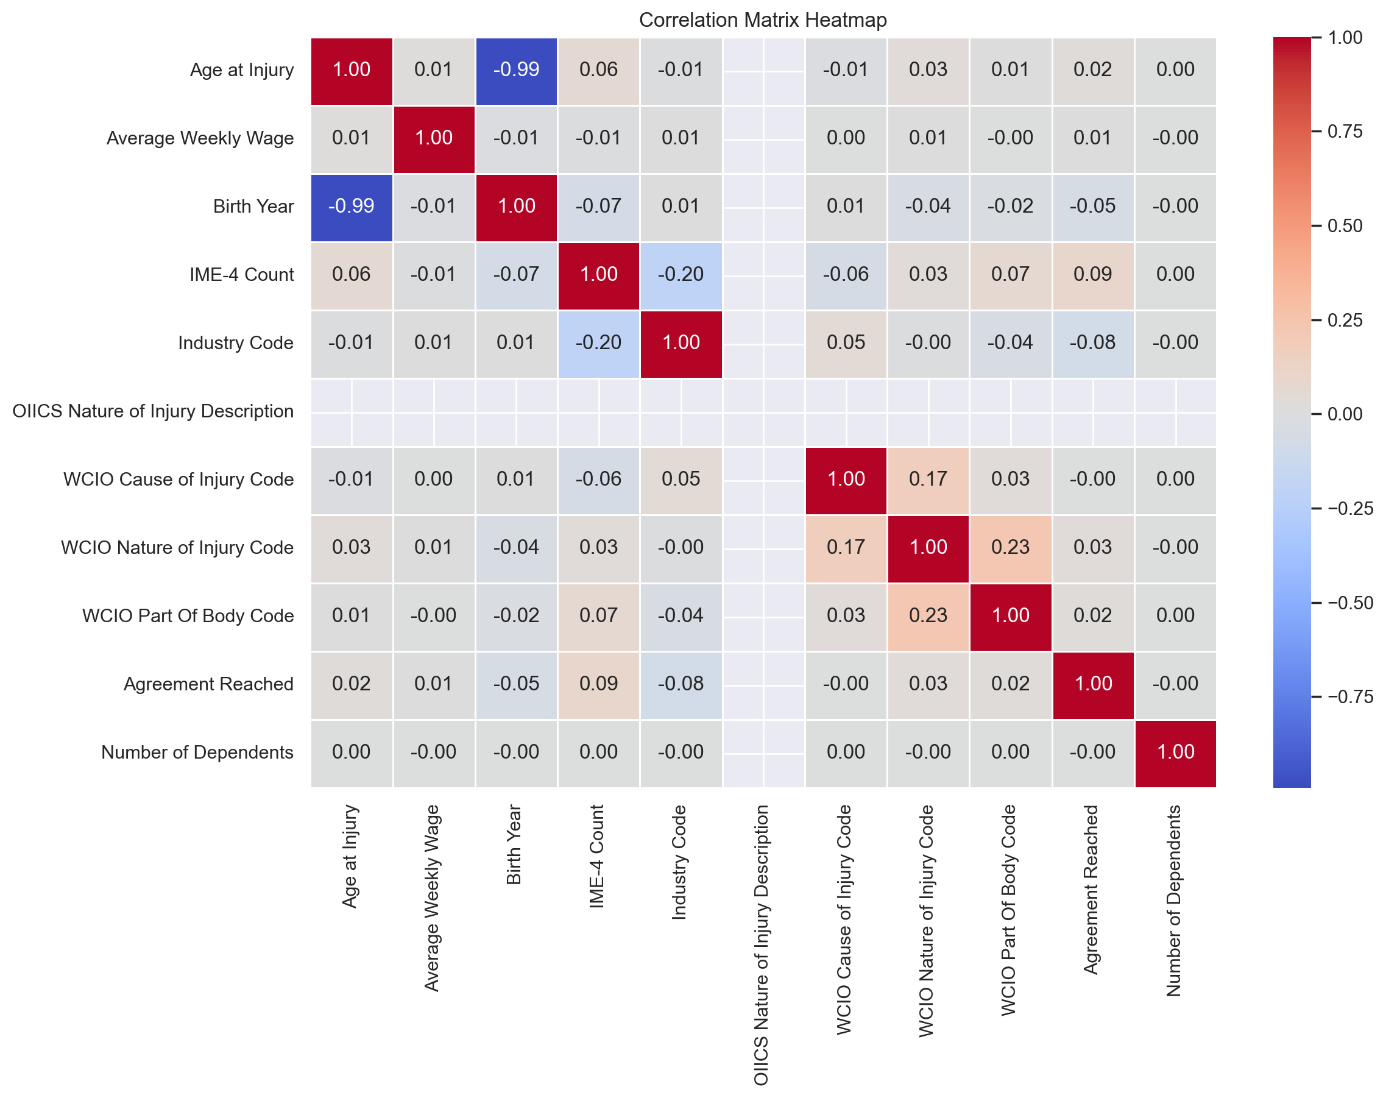 Correlation Matrix Heatmap
Age at Injury 1.00 0.01 -0.99 0.06 -0.01 -0.01 0.03 0.01 0.02 0.00
Average Weekly Wage 0.01 1.00 -0.01 -0.01 0.01 0.00 0.01 -0.00 0.01 -0.00
Birth Year -0.99 -0.01 1.00 -0.07 0.01 0.01 -0.04 -0.02 -0.05 -0.00
IME-4 Count 0.06 -0.01 -0.07 1.00 -0.20 -0.06 0.03 0.07 0.09 0.00
Industry Code -0.01 0.01 0.01 -0.20 1.00 0.05 -0.00 -0.04 -0.08 -0.00
OIICS Nature of Injury Description
WCIO Cause of Injury Code -0.01 0.00 0.01 -0.06 0.05 1.00 0.17 0.03 -0.00 0.00
WCIO Nature of Injury Code 0.03 0.01 -0.04 0.03 -0.00 0.17 1.00 0.23 0.03 -0.00
WCIO Part Of Body Code 0.01 -0.00 -0.02 0.07 -0.04 0.03 0.23 1.00 0.02 0.00
Agreement Reached 0.02 0.01 -0.05 0.09 -0.08 -0.00 0.03 0.02 1.00 -0.00
Number of Dependents 0.00 -0.00 -0.00 0.00 -0.00 0.00 -0.00 0.00 -0.00 1.00
Age at Injury
Average Weekly Wage
Birth Year
IME-4 Count
Industry Code
OIICS Nature of Injury Description
WCIO Cause of Injury Code
WCIO Nature of Injury Code
WCIO Part Of Body Code
Agreement Reached
Number of Dependents
1.00
0.75
0.50
0.25
0.00
−0.25
−0.50
−0.75